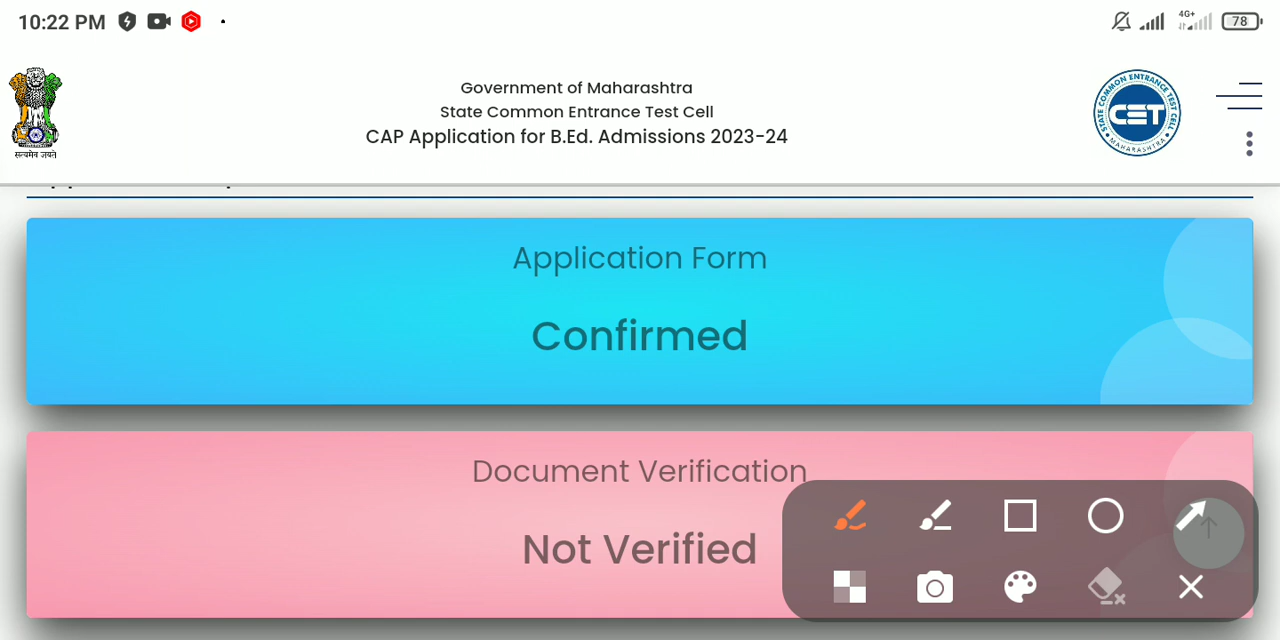 10:22 PM
4G+
78
Government of Maharashtra
State Common Entrance Test Cell
CAP Application for B.Ed. Admissions 2023-24
सत्यमेव जयते
STATE COMMON ENTRANCE TEST CELL
CET
MAHARASHTRA
Application Form
Confirmed
Document Verification
Not Verified